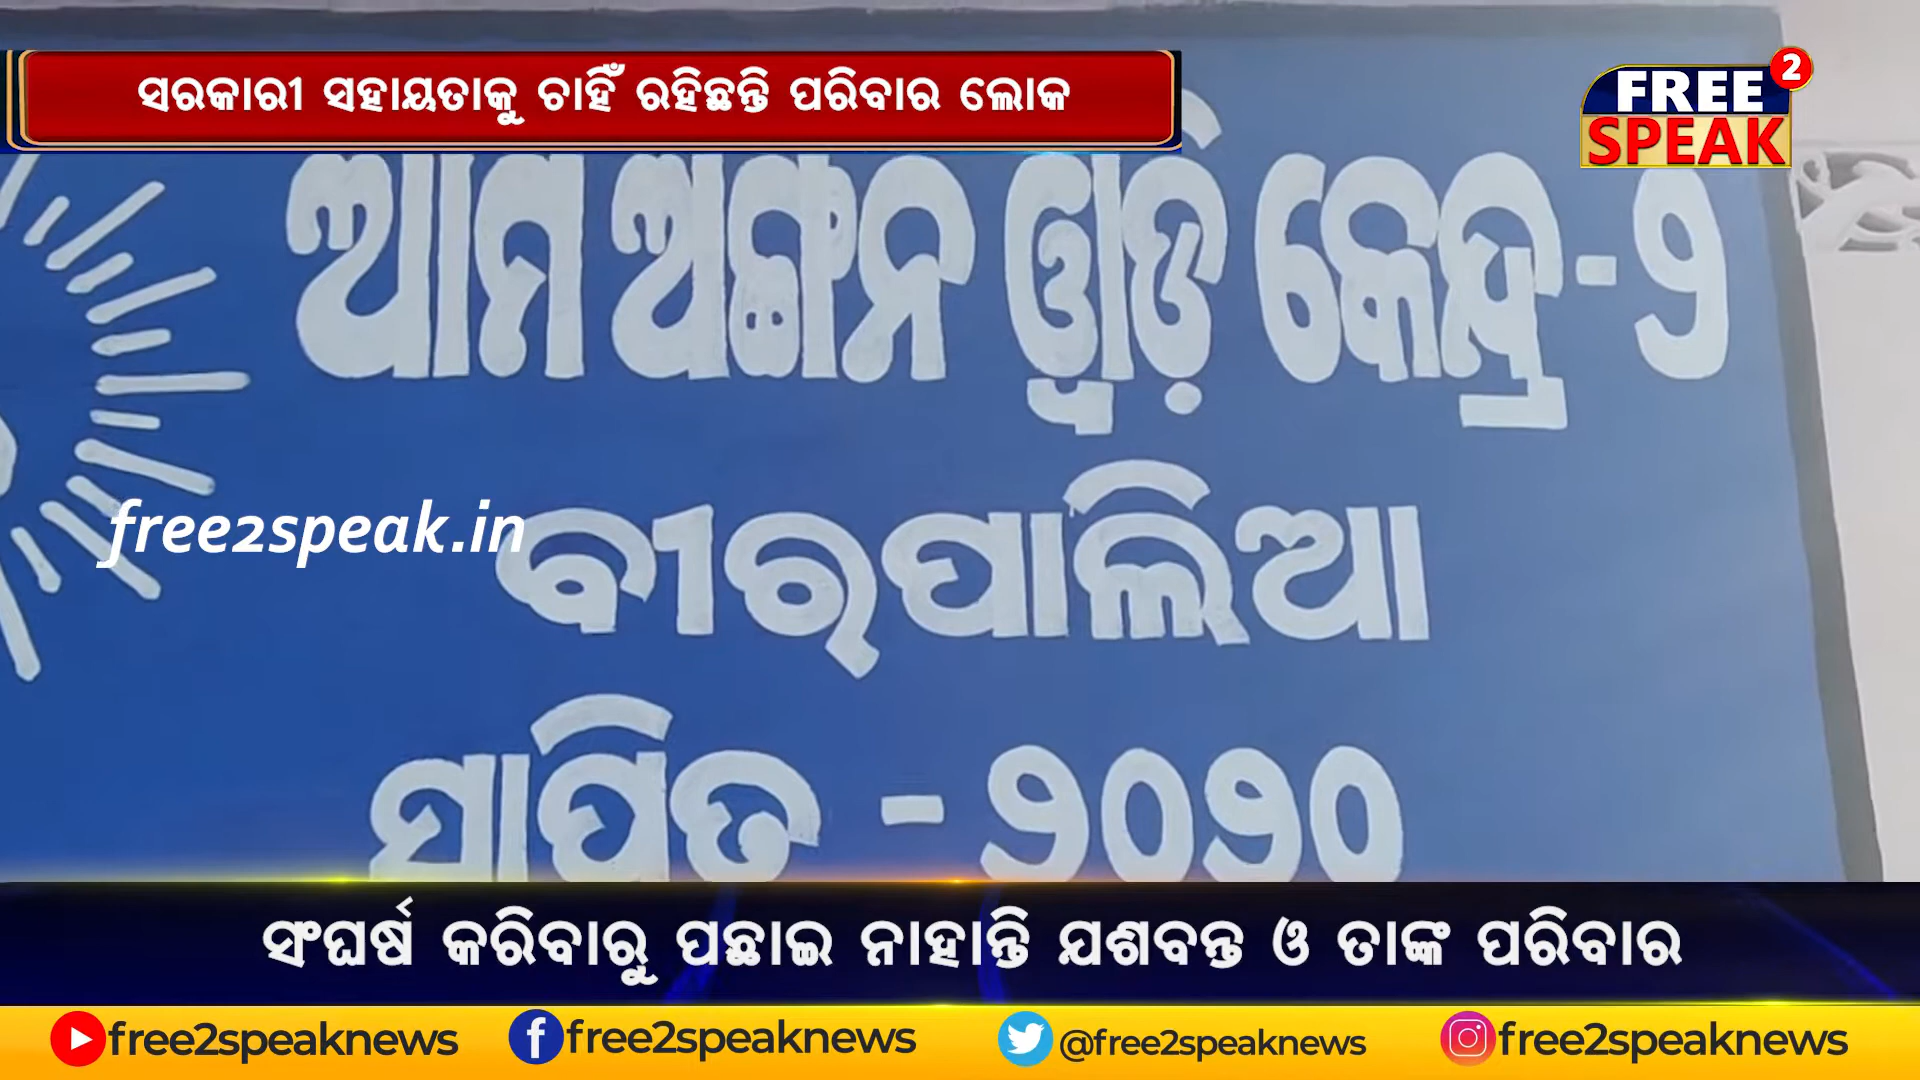 ସରକାରୀ ସହାୟତାକୁ ଚାହିଁ ରହିଛନ୍ତି ପରିବାର ଲୋକ
FREE 2
SPEAK
ଆମ ଅଙ୍ଗନ ୱାଡ଼ି କେନ୍ଦ୍ର-୨
free2speak.in
ବୀରପାଲିଆ
ସ୍ଥାପିତ - ୨୦୨୦
ସଂଘର୍ଷ କରିବାରୁ ପଛାଇ ନାହାନ୍ତି ଯଶବନ୍ତ ଓ ତାଙ୍କ ପରିବାର
free2speaknews free2speaknews @free2speaknews free2speaknews